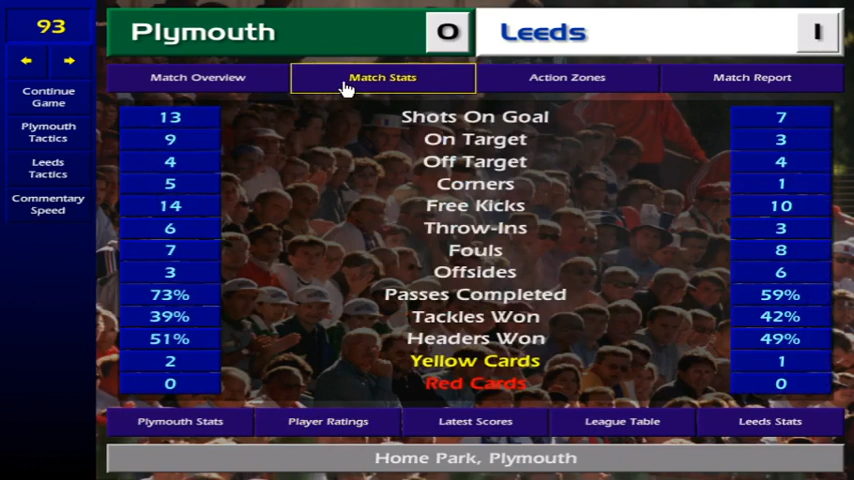 93
Plymouth 0 Leeds 1
Match Overview Match Stats Action Zones Match Report
Continue
Game
Plymouth
Tactics
Leeds
Tactics
Commentary
Speed
13 Shots On Goal 7
9 On Target 3
4 Off Target 4
5 Corners 1
14 Free Kicks 10
6 Throw-Ins 3
7 Fouls 8
3 Offsides 6
73% Passes Completed 59%
39% Tackles Won 42%
51% Headers Won 49%
2 Yellow Cards 1
0 Red Cards 0
Plymouth Stats Player Ratings Latest Scores League Table Leeds Stats
Home Park, Plymouth